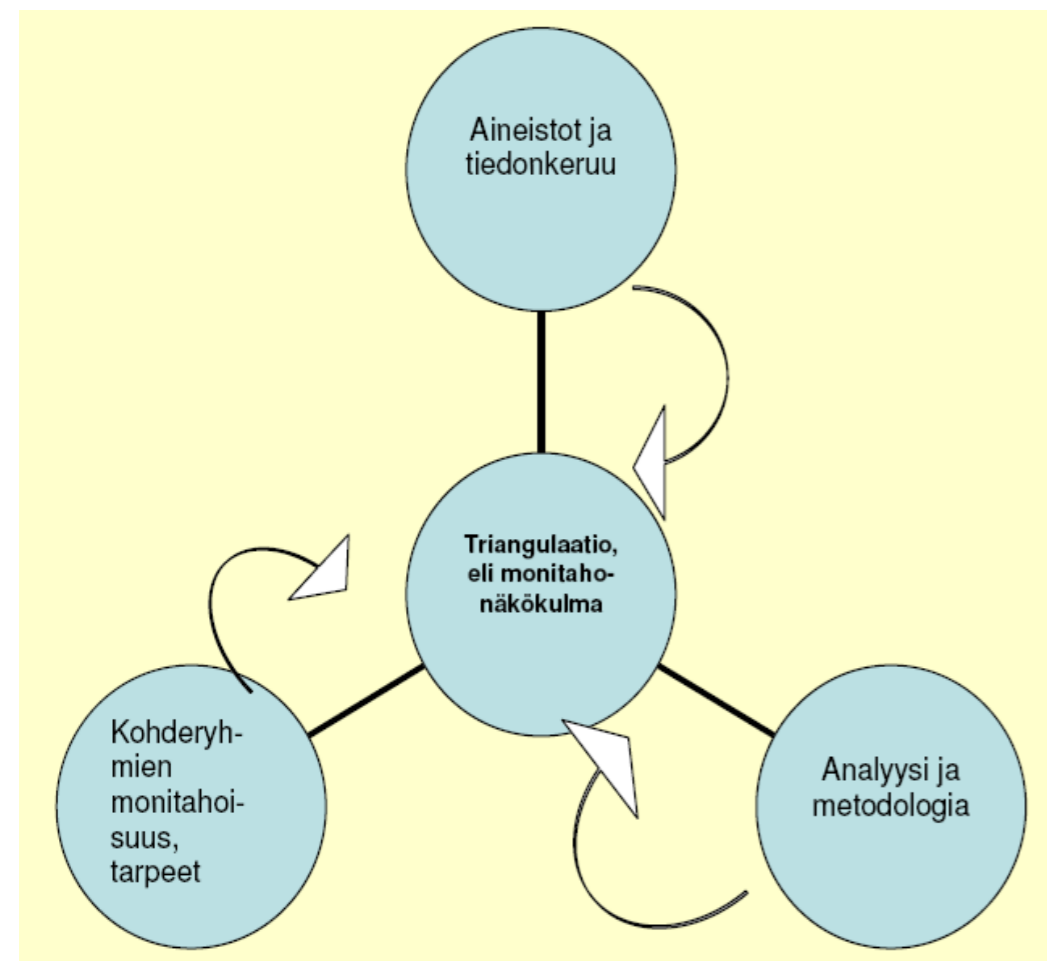 Aineistot ja
tiedonkeruu
Triangulaatio,
eli monitaho-
näkökulma
Kohderyh-
mien
monitahoi-
suus,
tarpeet
Analyysi ja
metodologia